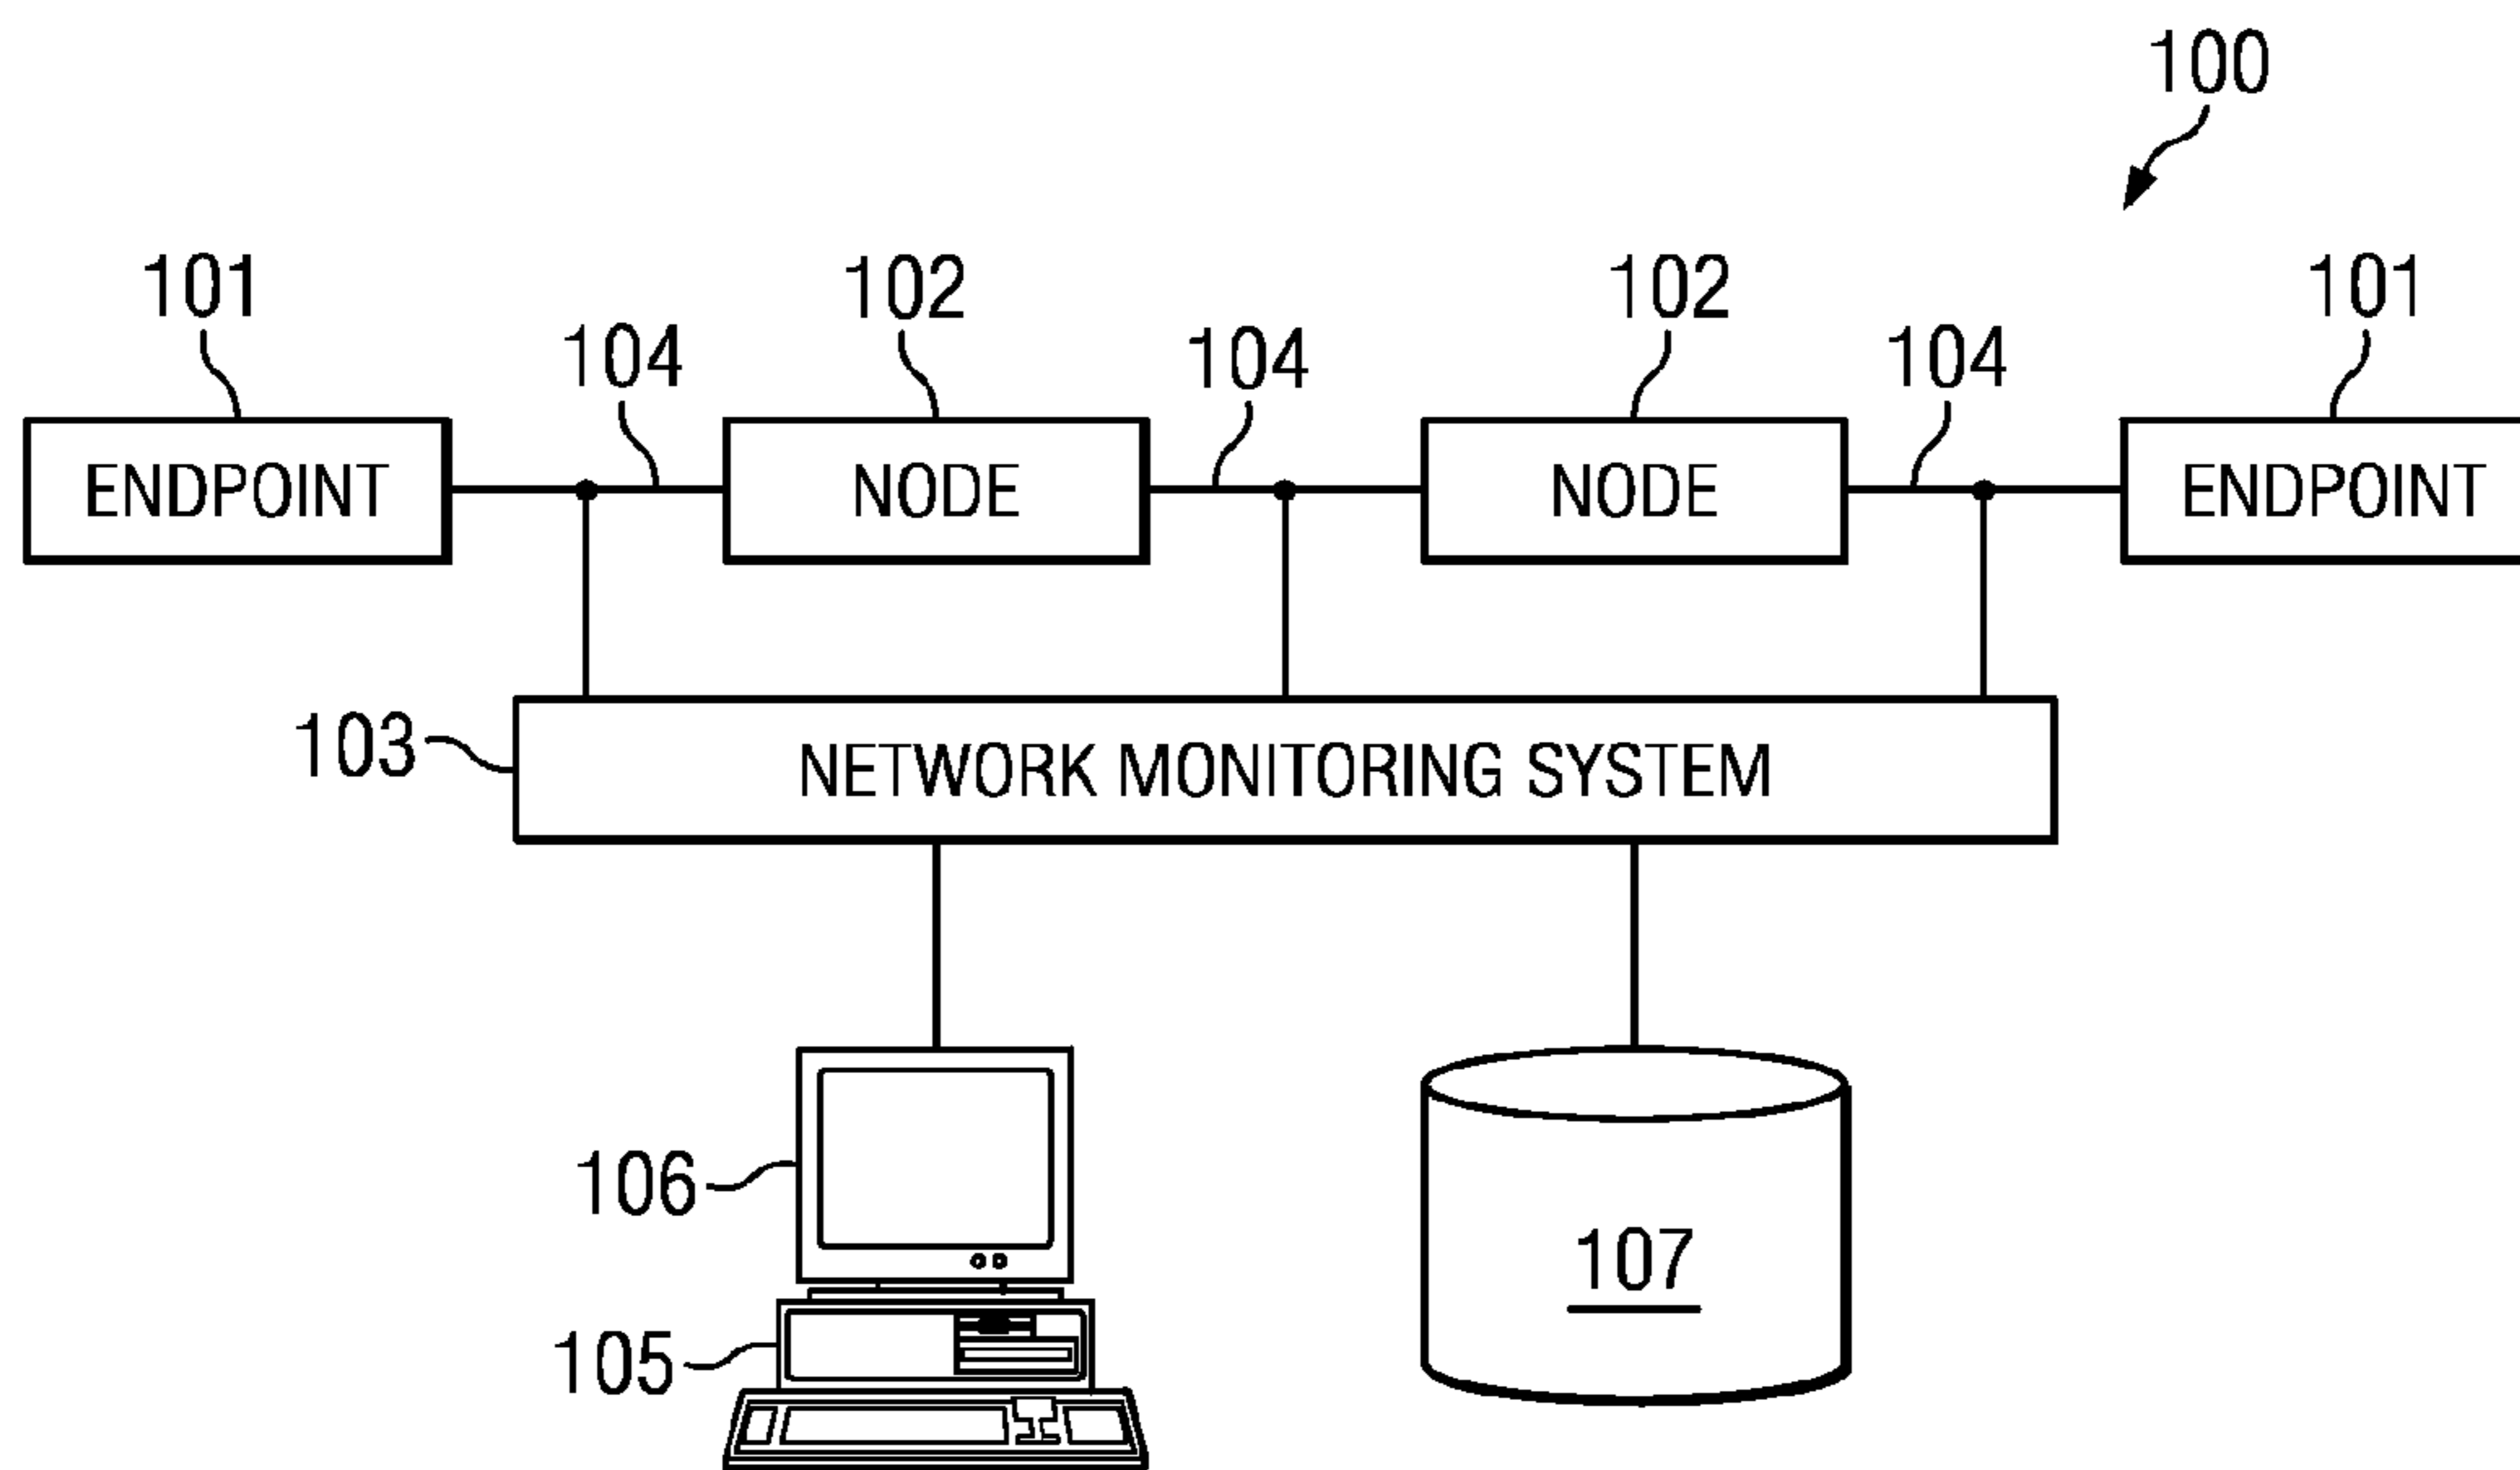 100
101
102
102
101
104
104
104
ENDPOINT
NODE
NODE
ENDPOINT
103
NETWORK MONITORING SYSTEM
106
107
105